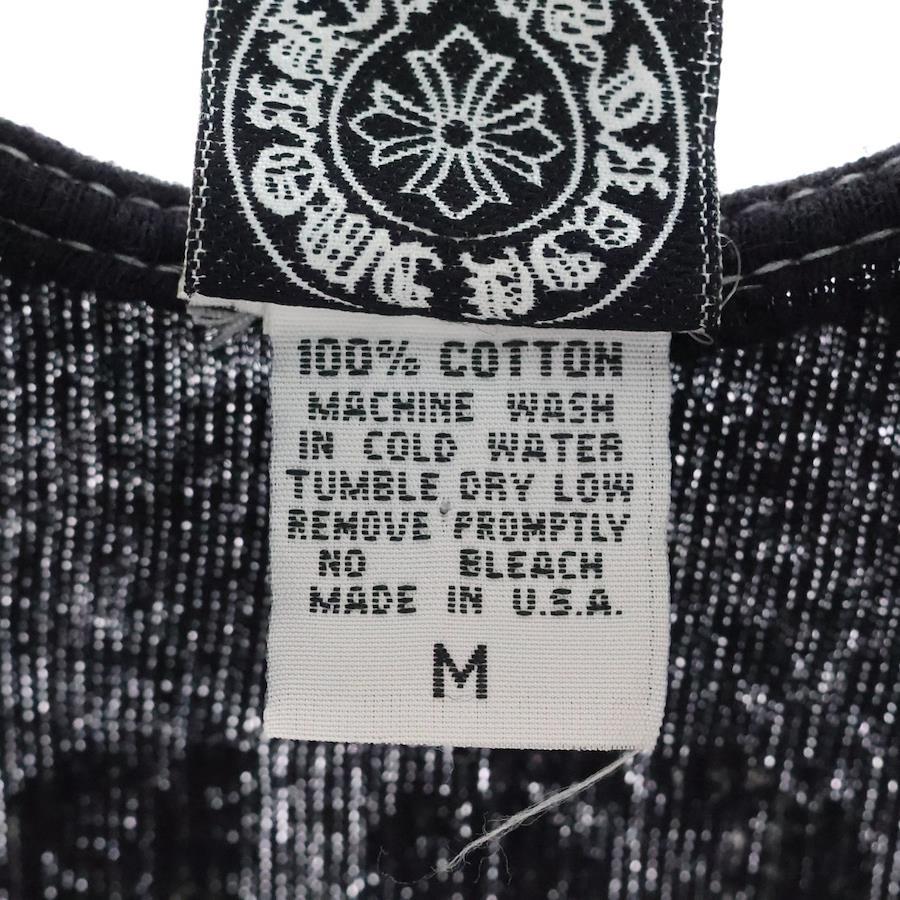 100% COTTON
MACHINE WASH
IN COLD WATER
TUMBLE DRY LOW
REMOVE PROMPTLY
NO BLEACH
MADE IN U.S.A.
M